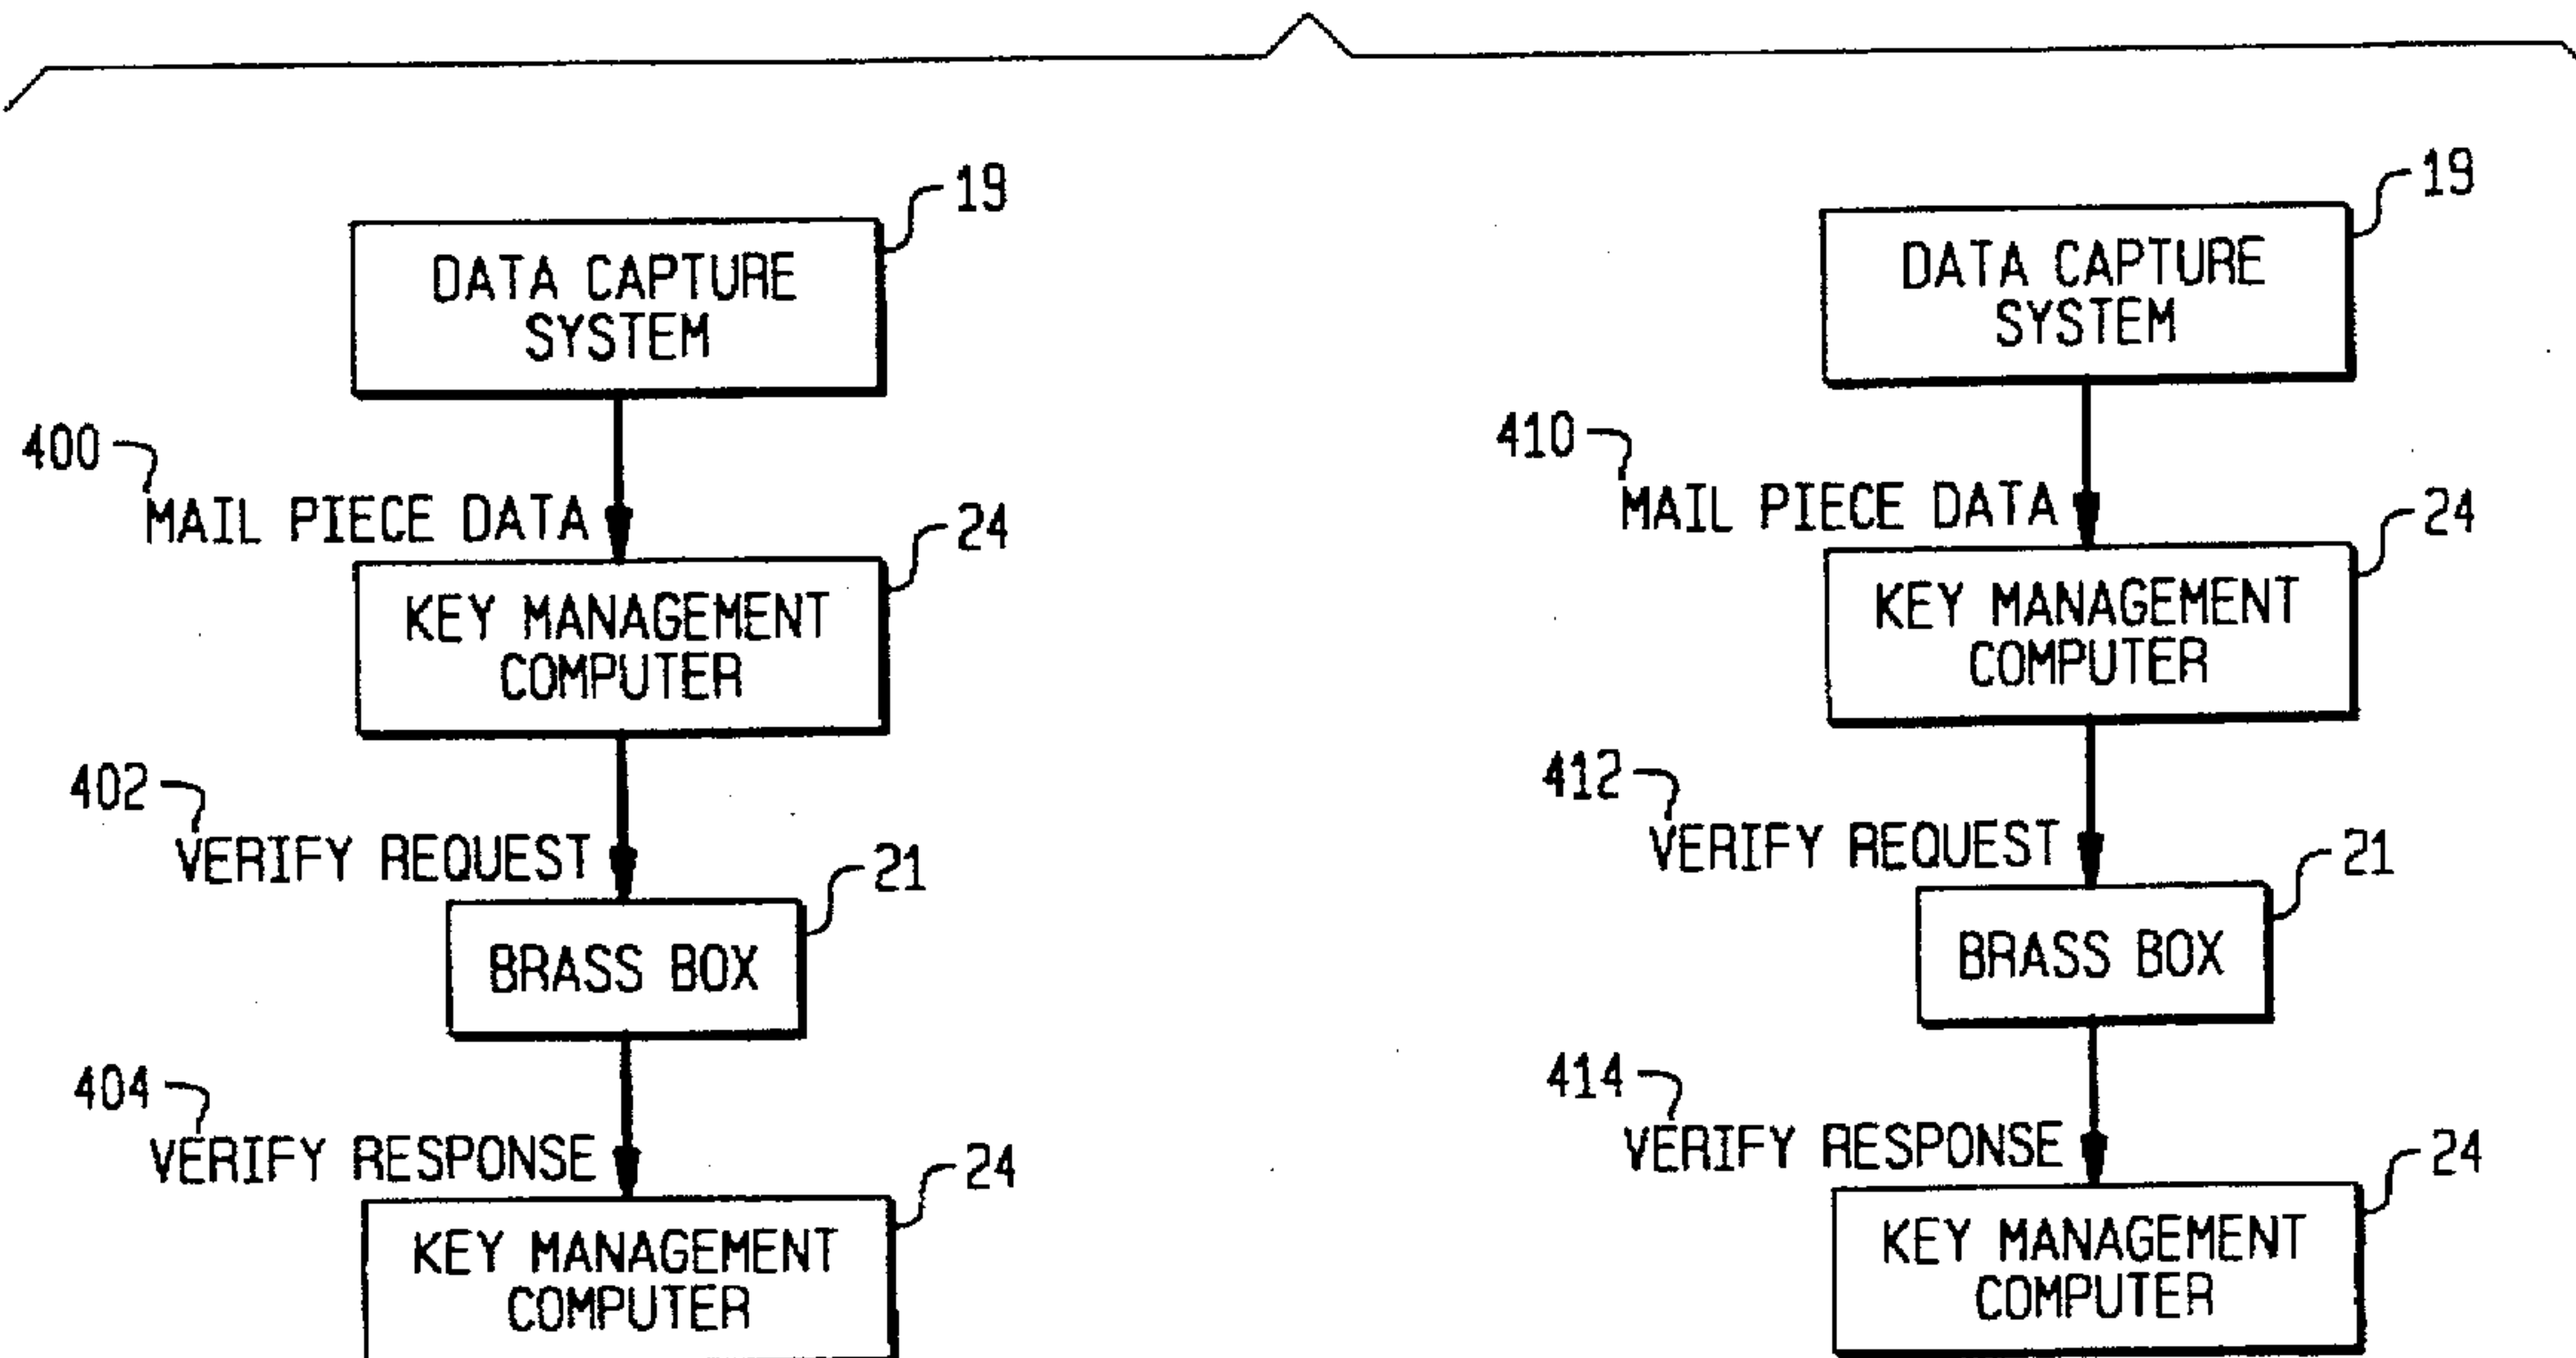 19
DATA CAPTURE
SYSTEM
400
MAIL PIECE DATA
24
KEY MANAGEMENT
COMPUTER
402
VERIFY REQUEST
21
BRASS BOX
404
VERIFY RESPONSE
24
KEY MANAGEMENT
COMPUTER
19
DATA CAPTURE
SYSTEM
410
MAIL PIECE DATA
24
KEY MANAGEMENT
COMPUTER
412
VERIFY REQUEST
21
BRASS BOX
414
VERIFY RESPONSE
24
KEY MANAGEMENT
COMPUTER